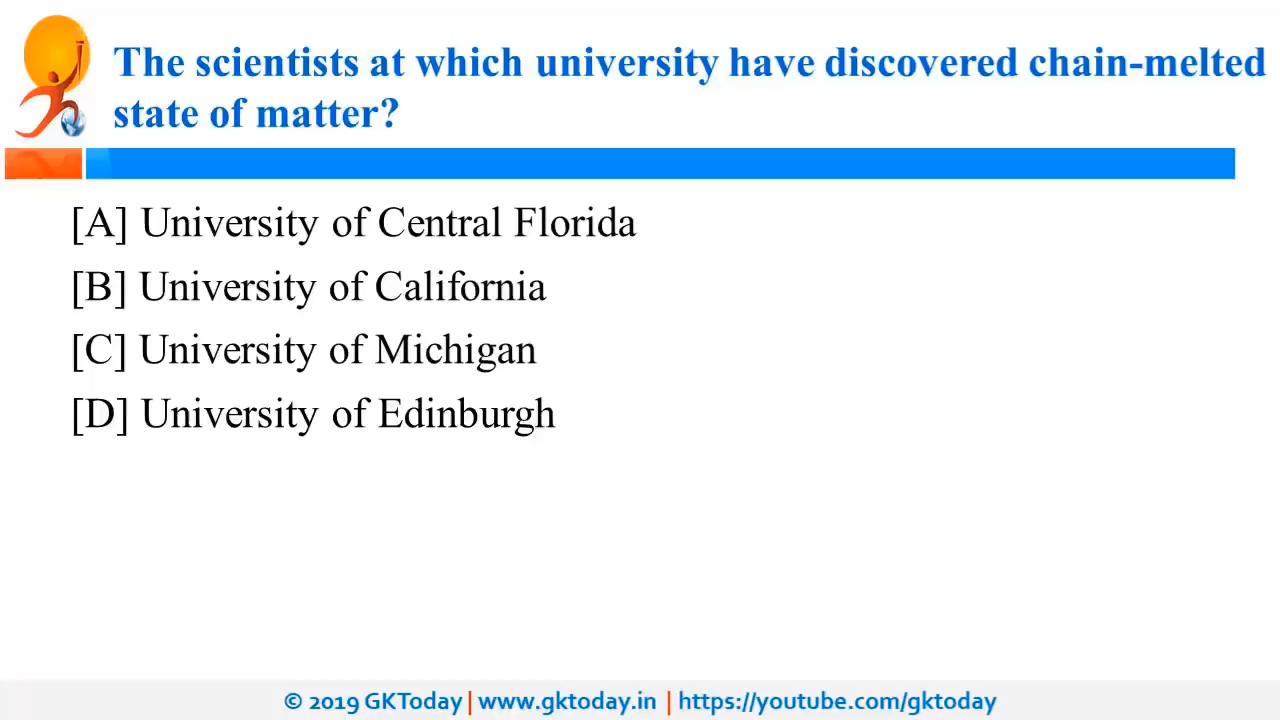 The scientists at which university have discovered chain-melted
state of matter?
[A] University of Central Florida
[B] University of California
[C] University of Michigan
[D] University of Edinburgh
© 2019 GKToday | www.gktoday.in | https://youtube.com/gktoday